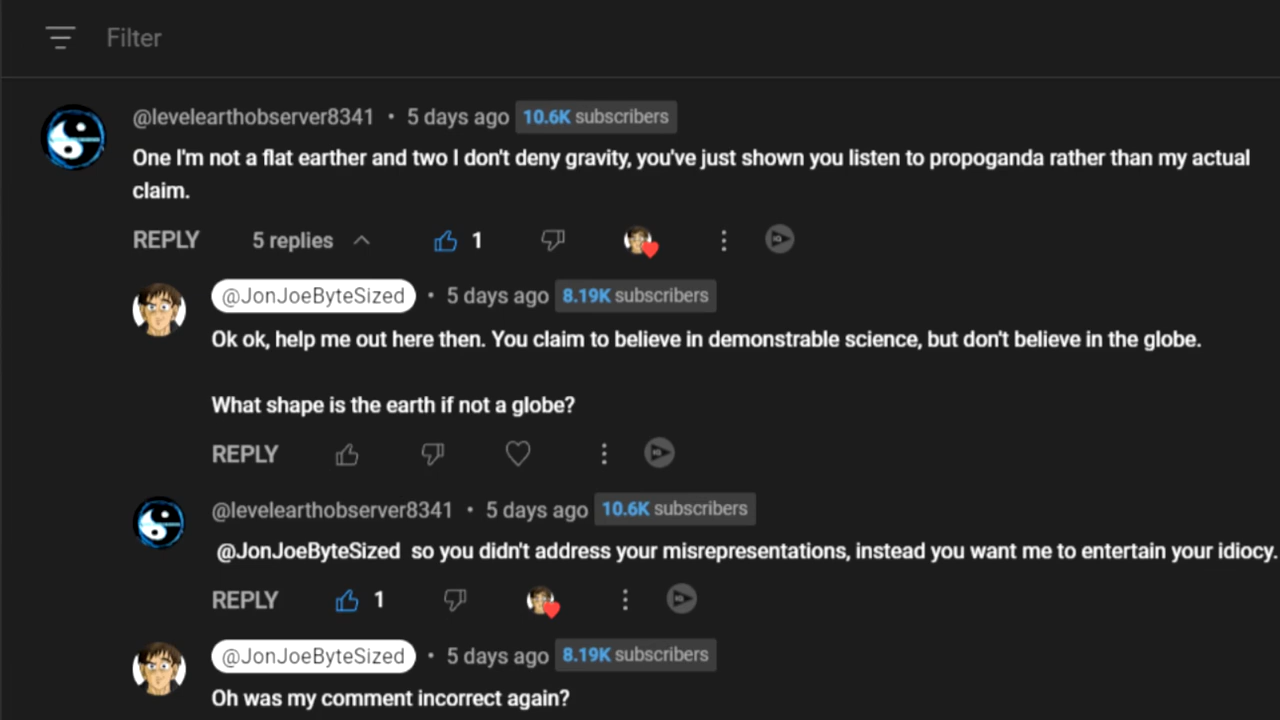 Filter
@levelearthobserver8341 • 5 days ago 10.6K subscribers
One I'm not a flat earther and two I don't deny gravity, you've just shown you listen to propoganda rather than my actual
claim.
REPLY 5 replies 1
@JonJoeByteSized • 5 days ago 8.19K subscribers
Ok ok, help me out here then. You claim to believe in demonstrable science, but don't believe in the globe.
What shape is the earth if not a globe?
REPLY
@levelearthobserver8341 • 5 days ago 10.6K subscribers
@JonJoeByteSized so you didn't address your misrepresentations, instead you want me to entertain your idiocy.
REPLY 1
@JonJoeByteSized • 5 days ago 8.19K subscribers
Oh was my comment incorrect again?